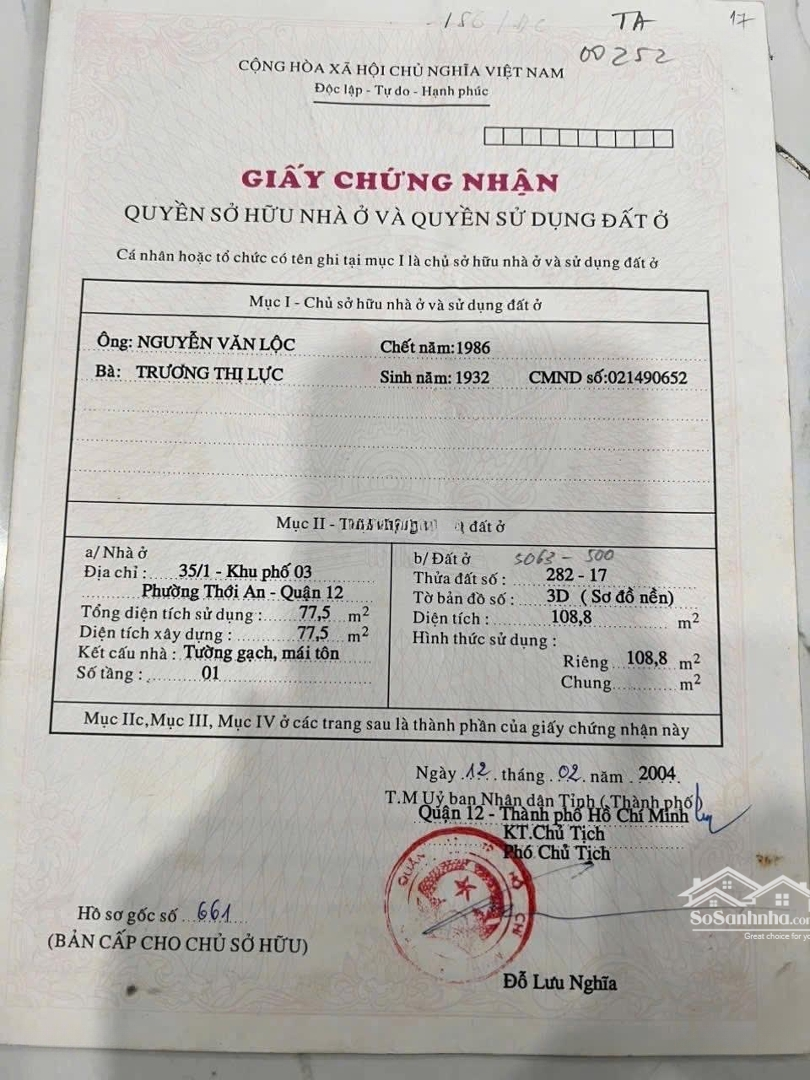 TA
17
00252
CỘNG HÒA XÃ HỘI CHỦ NGHĨA VIỆT NAM
Độc lập - Tự do - Hạnh phúc
GIẤY CHỨNG NHẬN
QUYỀN SỞ HỮU NHÀ Ở VÀ QUYỀN SỬ DỤNG ĐẤT Ở
Cá nhân hoặc tổ chức có tên ghi tại mục I là chủ sở hữu nhà ở và sử dụng đất ở
Mục I - Chủ sở hữu nhà ở và sử dụng đất ở
Ông: NGUYỄN VĂN LỘC Chết năm:1986
Bà: TRƯƠNG THỊ LỰC Sinh năm: 1932 CMND số:021490652
Mục II - đất ở
a/ Nhà ở
Địa chỉ : 35/1 - Khu phố 03
Phường Thới An - Quận 12
Tổng diện tích sử dụng : 77,5 m2
Diện tích xây dựng : 77,5 m2
Kết cấu nhà : Tường gạch, mái tôn
Số tầng : 01
b/ Đất ở 5063 - 500
Thửa đất số : 282 - 17
Tờ bản đồ số : 3D ( Sơ đồ nền)
Diện tích : 108,8 m2
Hình thức sử dụng :
Riêng 108,8 m2
Chung m2
Mục IIc,Mục III, Mục IV ở các trang sau là thành phần của giấy chứng nhận này
Ngày 12 tháng 02 năm 2004
T.M Uỷ ban Nhân dân Tỉnh ( Thành phố
Quận 12 - Thành phố Hồ Chí Minh
KT.Chủ Tịch
Phó Chủ Tịch
Hồ sơ gốc số 661
(BẢN CẤP CHO CHỦ SỞ HỮU)
Đỗ Lưu Nghĩa
SoSanhnha.com
Great choice for yo